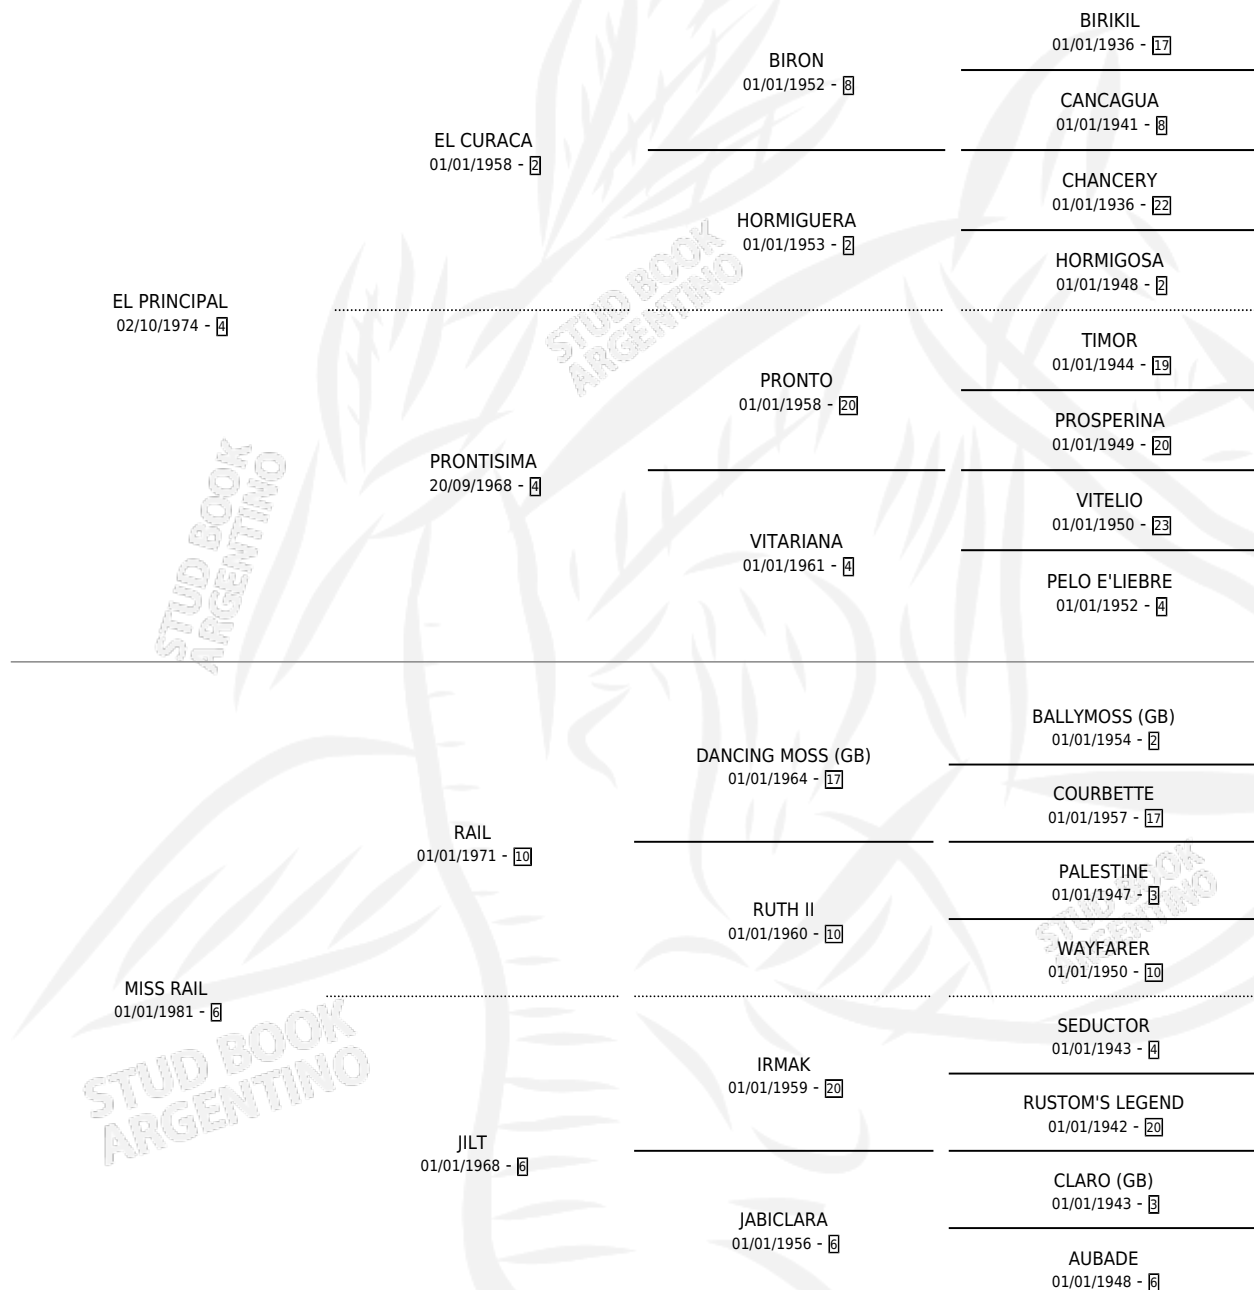 BIRIKIL
01/01/1936 - 17
BIRON
01/01/1952 - 8
CANCAGUA
01/01/1941 - 8
EL CURACA
01/01/1958 - 2
CHANCERY
01/01/1936 - 22
HORMIGUERA
01/01/1953 - 2
HORMIGOSA
01/01/1948 - 2
EL PRINCIPAL
02/10/1974 - 4
STUD BOOK
ARGENTINO
TIMOR
01/01/1944 - 19
PRONTO
01/01/1958 - 20
PROSPERINA
01/01/1949 - 20
PRONTISIMA
20/09/1968 - 4
VITELIO
01/01/1950 - 23
VITARIANA
01/01/1961 - 4
PELO E'LIEBRE
01/01/1952 - 4
STUD BOOK
ARGENTINO
BALLYMOSS (GB)
01/01/1954 - 2
DANCING MOSS (GB)
01/01/1964 - 17
COURBETTE
01/01/1957 - 17
RAIL
01/01/1971 - 10
PALESTINE
01/01/1947 - 3
STUD BOOK
ARGENTINO
RUTH II
01/01/1960 - 10
WAYFARER
01/01/1950 - 10
MISS RAIL
01/01/1981 - 6
STUD BOOK
ARGENTINO
SEDUCTOR
01/01/1943 - 4
IRMAK
01/01/1959 - 20
RUSTOM'S LEGEND
01/01/1942 - 20
JILT
01/01/1968 - 6
CLARO (GB)
01/01/1943 - 3
JABICLARA
01/01/1956 - 6
AUBADE
01/01/1948 - 6